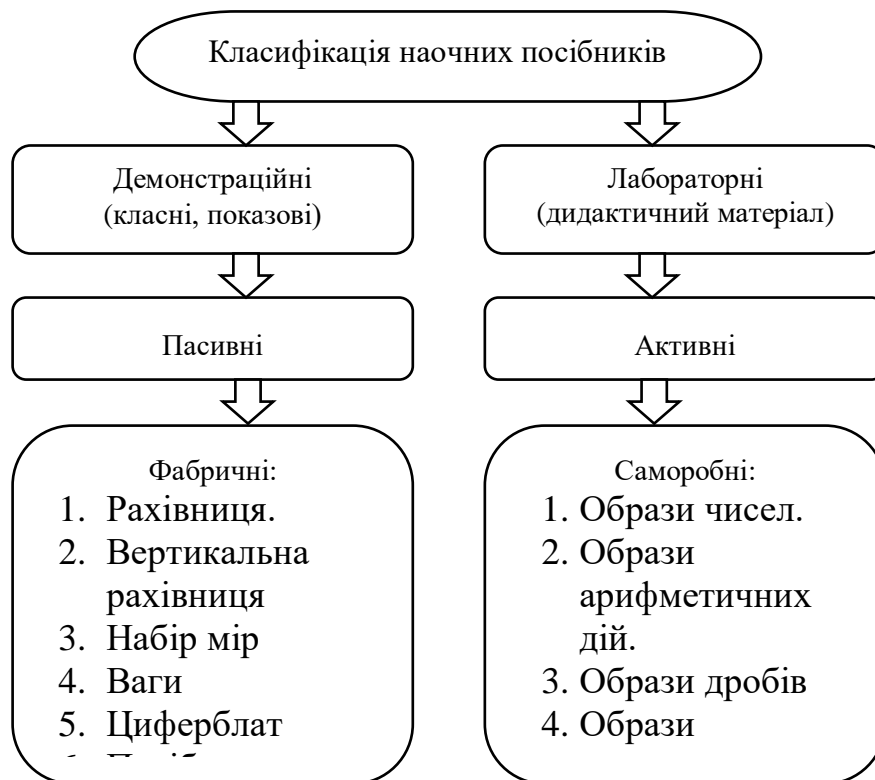 Класифікація наочних посібників
Демонстраційні
(класні, показові)
Лабораторні
(дидактичний матеріал)
Пасивні
Активні
Фабричні:
1. Рахівниця.
2. Вертикальна
рахівниця
3. Набір мір
4. Ваги
5. Циферблат
Саморобні:
1. Образи чисел.
2. Образи
арифметичних
дій.
3. Образи дробів
4. Образи